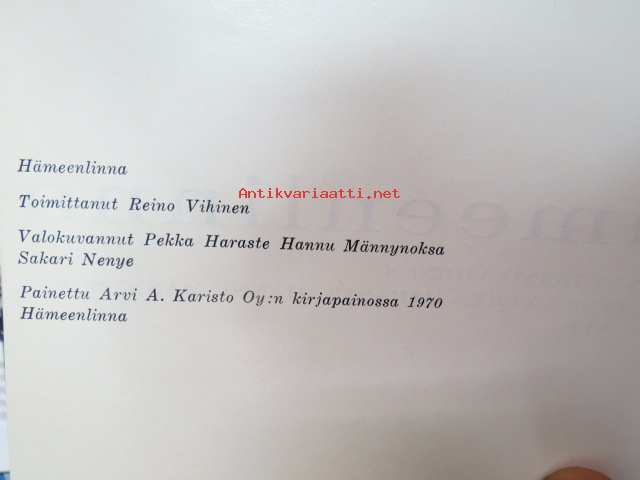 Hämeenlinna
Antikvariaatti.net
Toimittanut Reino Vihinen
Valokuvannut Pekka Haraste Hannu Männynoksa
Sakari Nenye
Painettu Arvi A. Karisto Oy:n kirjapainossa 1970
Hämeenlinna